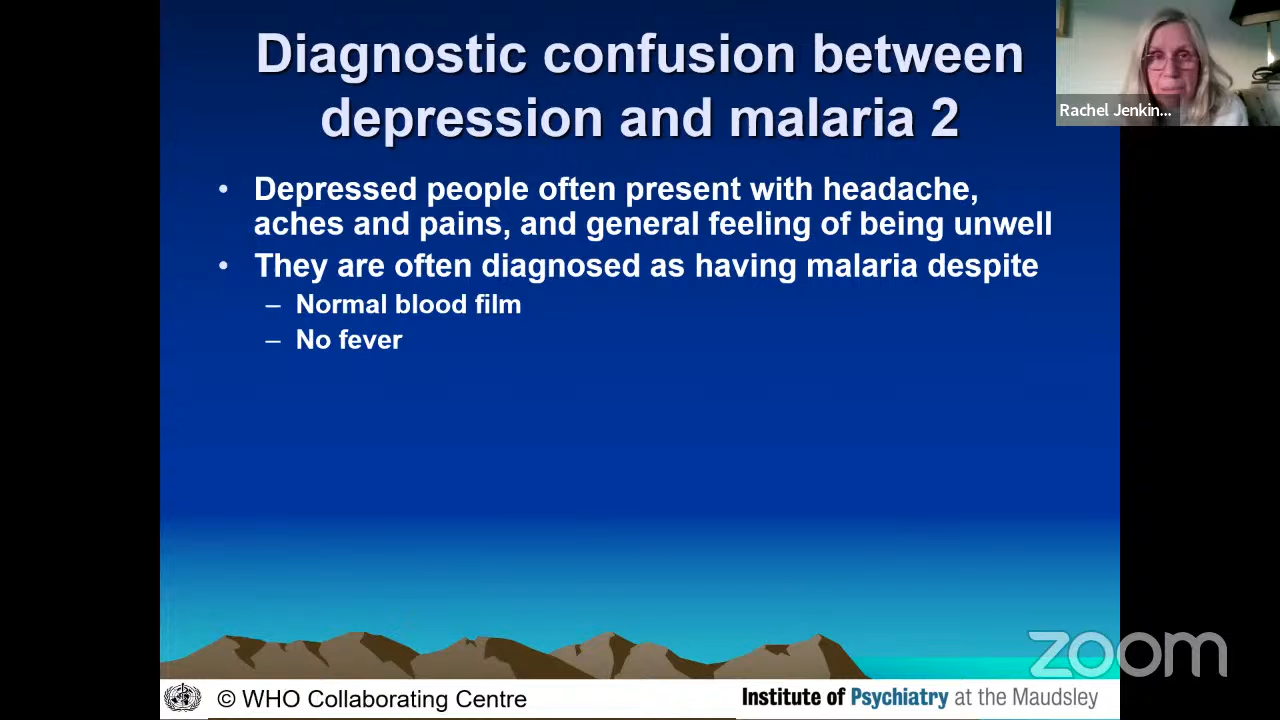 Diagnostic confusion between
depression and malaria 2
Rachel Jenkin...
• Depressed people often present with headache,
aches and pains, and general feeling of being unwell
• They are often diagnosed as having malaria despite
– Normal blood film
– No fever
zoom
© WHO Collaborating Centre
Institute of Psychiatry at the Maudsley